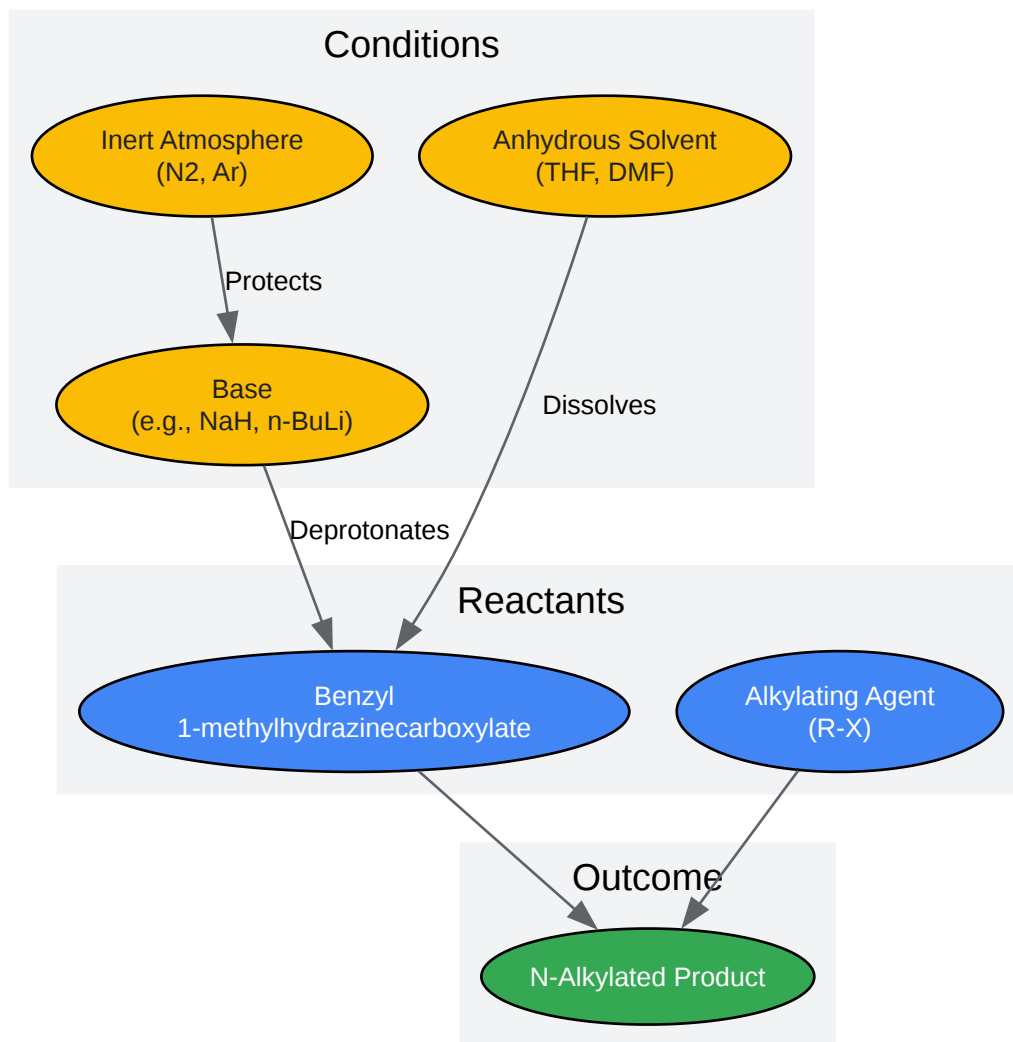 Conditions
Inert Atmosphere
(N2, Ar)
Anhydrous Solvent
(THF, DMF)
Protects
Base
(e.g., NaH, n-BuLi)
Dissolves
Deprotonates
Reactants
Benzyl
1-methylhydrazinecarboxylate
Alkylating Agent
(R-X)
Outcome
N-Alkylated Product